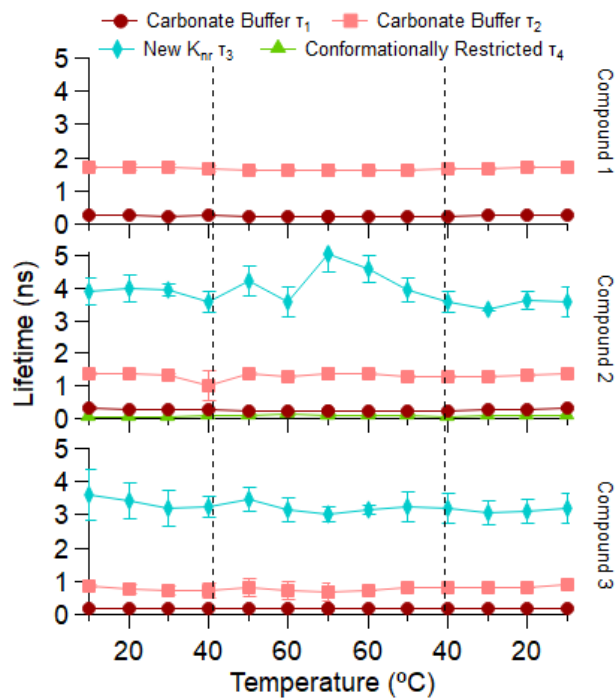 Carbonate Buffer τ1 Carbonate Buffer τ2
New Knr τ3 Conformationally Restricted τ4
5
4
3
2
1
0
Compound 1
5
4
3
2
1
0
Compound 2
5
4
3
2
1
0
Compound 3
Lifetime (ns)
20 40 60 60 40 20
Temperature (ºC)